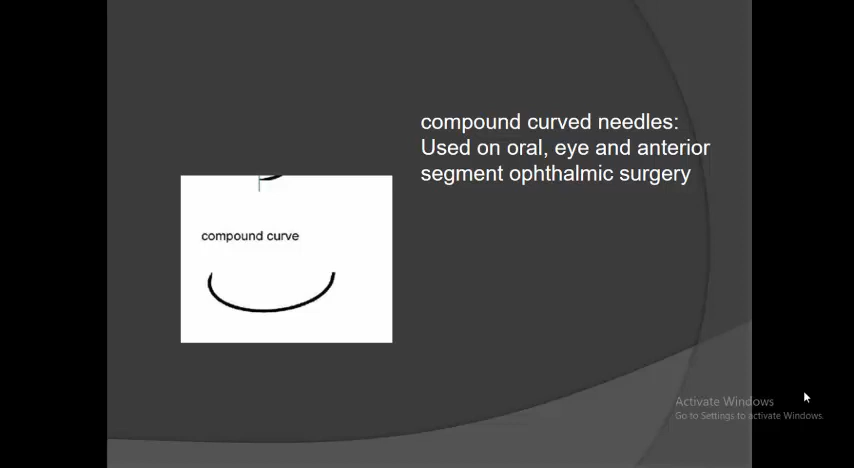 compound curved needles:
Used on oral, eye and anterior
segment ophthalmic surgery
compound curve
Activate Windows
Go to Settings to activate Windows.